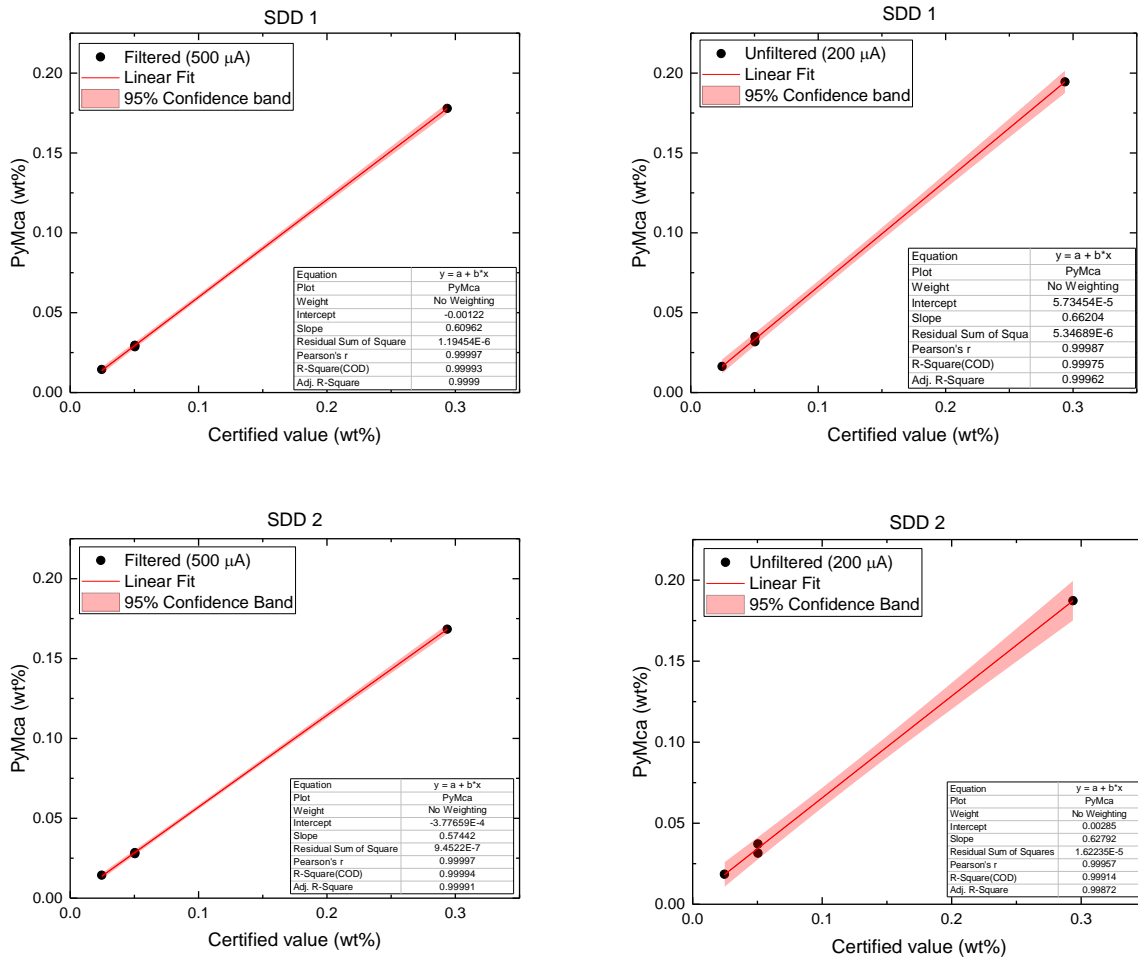 SDD 1
Filtered (500 μA)
Linear Fit
95% Confidence band
PyMca (wt%)
0.20
0.15
0.10
0.05
0.00
Equation y = a + b*x
Plot PyMca
Weight No Weighting
Intercept -0.00122
Slope 0.60962
Residual Sum of Square 1.19454E-6
Pearson's r 0.99997
R-Square(COD) 0.99993
Adj. R-Square 0.9999
0.0 0.1 0.2 0.3
Certified value (wt%)
SDD 1
Unfiltered (200 μA)
Linear Fit
95% Confidence band
PyMca (wt%)
0.20
0.15
0.10
0.05
0.00
Equation y = a + b*x
Plot PyMca
Weight No Weighting
Intercept 5.73454E-5
Slope 0.66204
Residual Sum of Squa 5.34689E-6
Pearson's r 0.99987
R-Square(COD) 0.99975
Adj. R-Square 0.99962
0.0 0.1 0.2 0.3
Certified value (wt%)
SDD 2
Filtered (500 μA)
Linear Fit
95% Confidence Band
PyMca (wt%)
0.20
0.15
0.10
0.05
0.00
Equation y = a + b*x
Plot PyMca
Weight No Weighting
Intercept -3.77659E-4
Slope 0.57442
Residual Sum of Square 9.4522E-7
Pearson's r 0.99997
R-Square(COD) 0.99994
Adj. R-Square 0.99991
0.0 0.1 0.2 0.3
Certified value (wt%)
SDD 2
Unfiltered (200 μA)
Linear Fit
95% Confidence Band
PyMca (wt%)
0.20
0.15
0.10
0.05
0.00
Equation y = a + b*x
Plot PyMca
Weight No Weighting
Intercept 0.00285
Slope 0.62792
Residual Sum of Squares 1.62235E-5
Pearson's r 0.99957
R-Square(COD) 0.99914
Adj. R-Square 0.99872
0.0 0.1 0.2 0.3
Certified value (wt%)